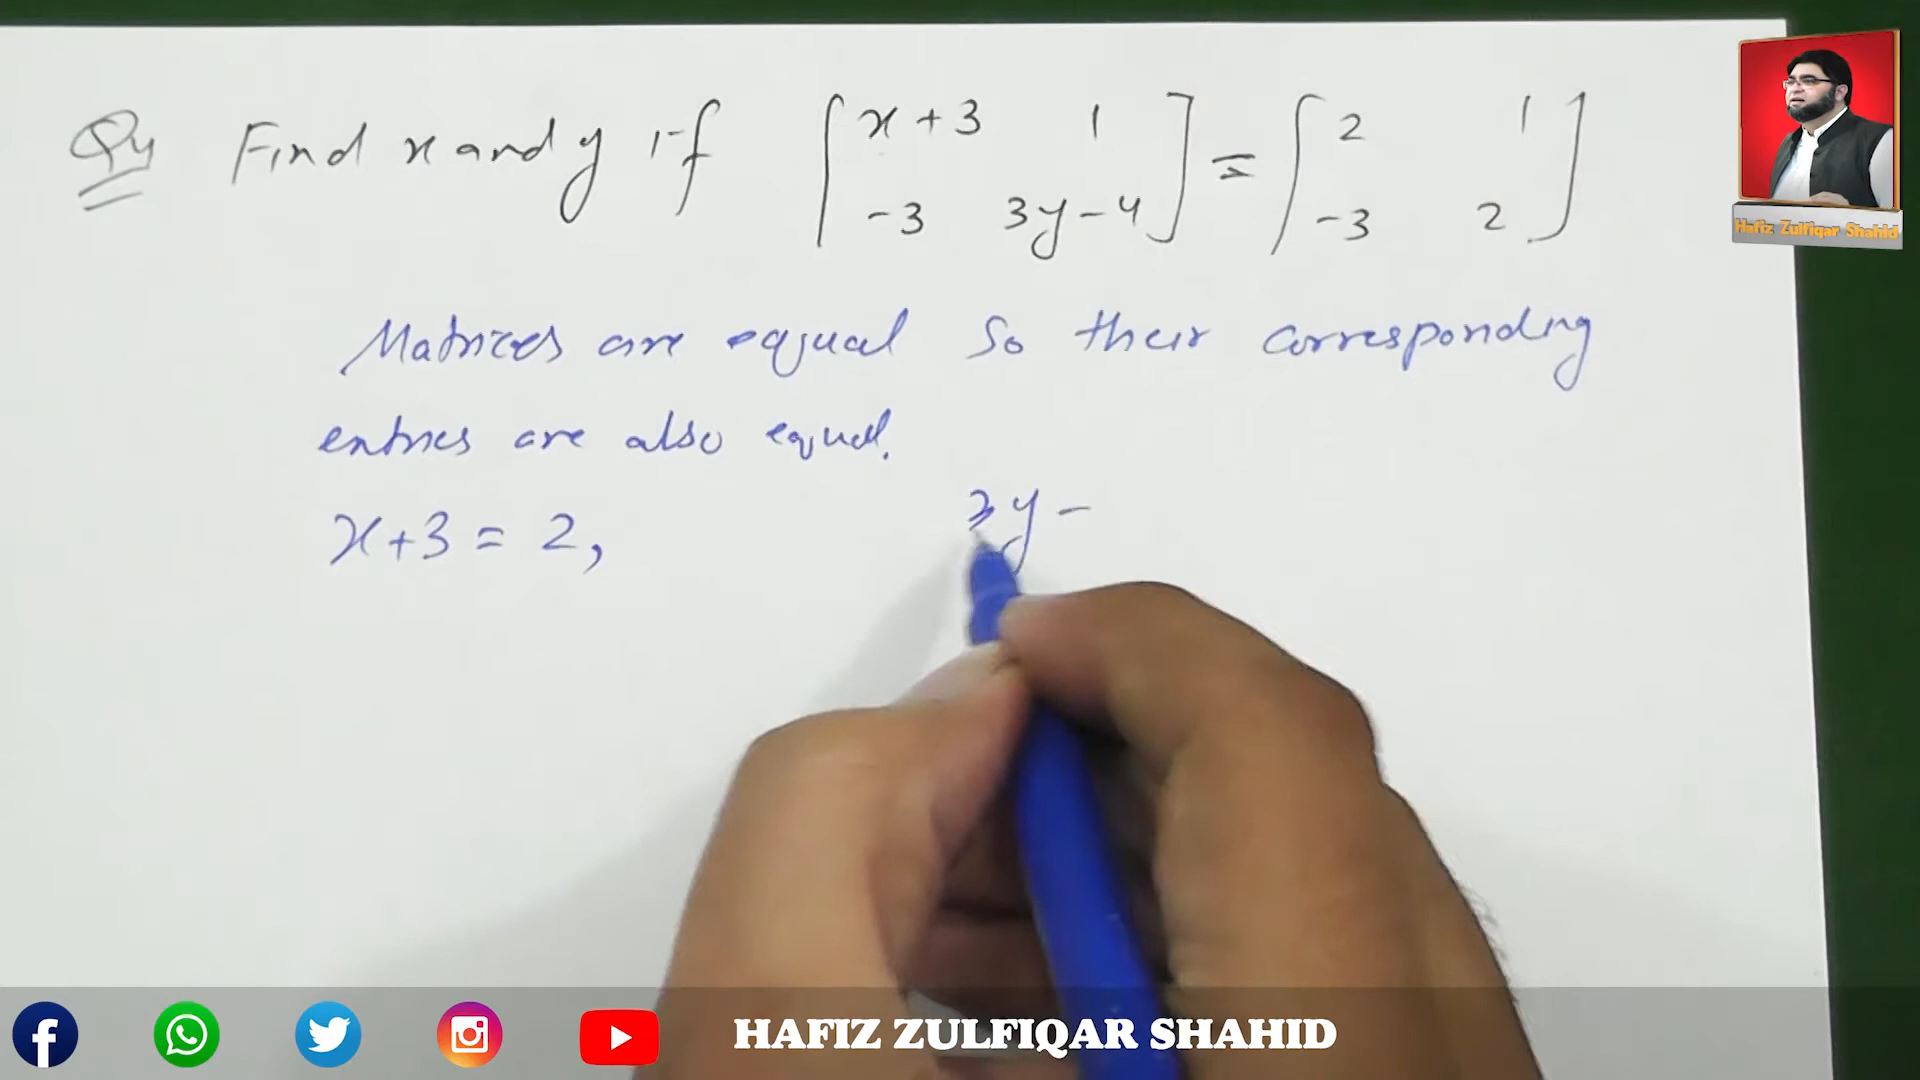 Q4 Find x and y if [x+3 1] = [2 1]
[-3 3y-4] [-3 2]
Hafiz Zulfiqar Shahid
Matrices are equal So their corresponding
entries are also equal.
x+3 = 2, 3y -
HAFIZ ZULFIQAR SHAHID